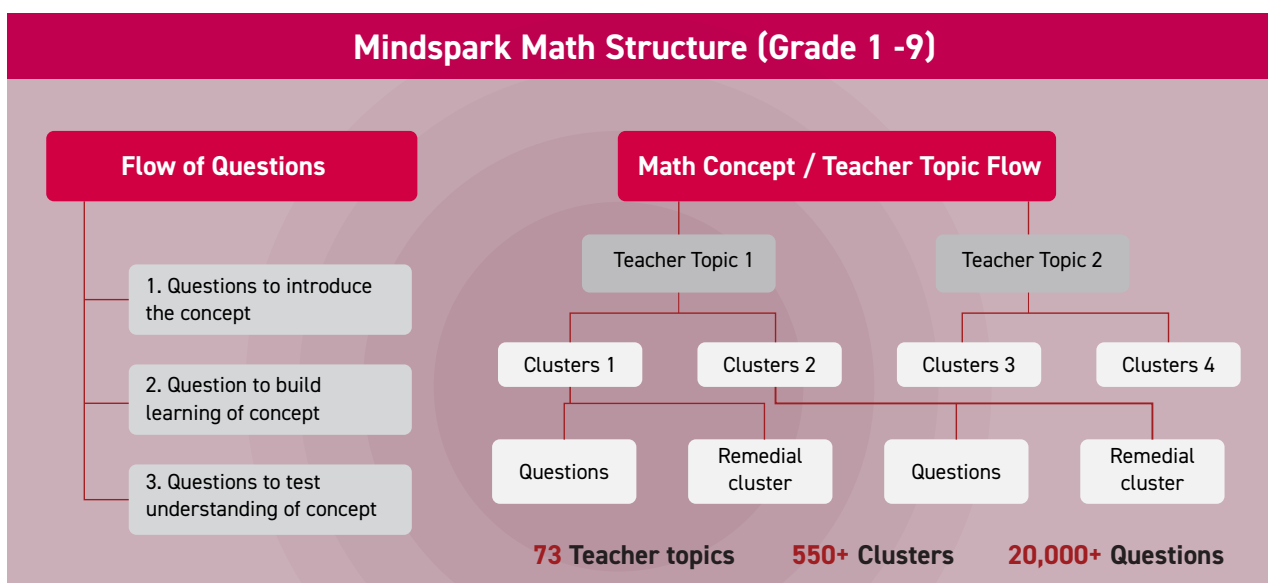 Mindspark Math Structure (Grade 1 -9)
Flow of Questions
1. Questions to introduce
the concept
2. Question to build
learning of concept
3. Questions to test
understanding of concept
Math Concept / Teacher Topic Flow
Teacher Topic 1
Teacher Topic 2
Clusters 1
Clusters 2
Clusters 3
Clusters 4
Questions
Remedial
cluster
Questions
Remedial
cluster
73 Teacher topics
550+ Clusters
20,000+ Questions